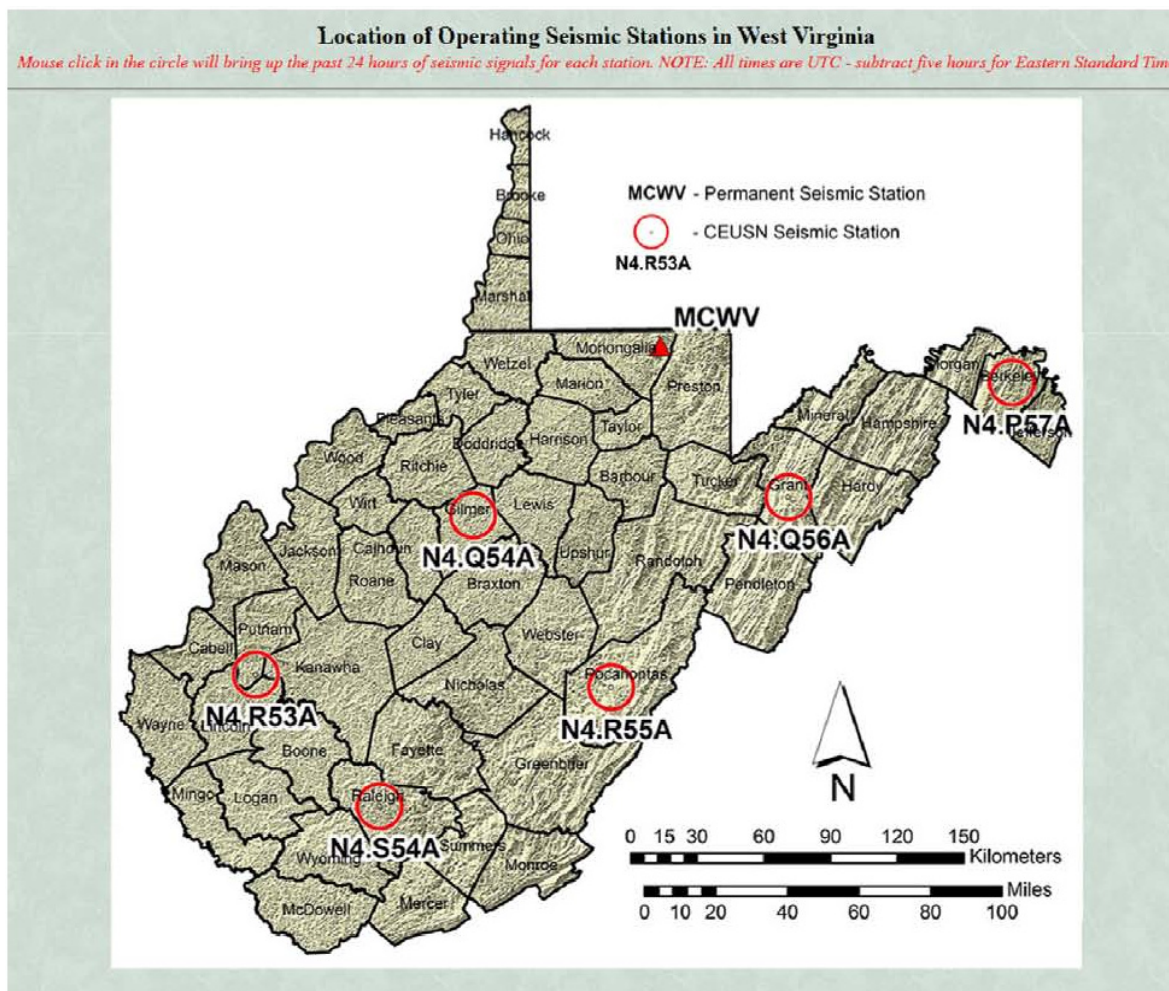 Location of Operating Seismic Stations in West Virginia
Mouse click in the circle will bring up the past 24 hours of seismic signals for each station. NOTE: All times are UTC - subtract five hours for Eastern Standard Time
Hancock
Brooke
MCWV - Permanent Seismic Station
Ohio
- CEUSN Seismic Station
N4.R53A
Marshal
MCWV
Monongalia
Wetzel
Marion
Preston
Morgan
Berkeley
Tyler
Mineral
Hampshire
N4.P57A
Pleasants
Doddridge
Harrison
Taylor
Jefferson
Wood
Ritchie
Barbour
Tucker
Grant
Hardy
Wirt
Gilmer
Lewis
N4.Q54A
N4.Q56A
Jackson
Calhoun
Upshur
Randolph
Mason
Roane
Braxton
Pendleton
Putnam
Cabell
Clay
Webster
Kanawha
Pocahontas
Nicholas
N4.R53A
N4.R55A
Wayne
Lincoln
Boone
Fayette
Greenbrier
Mingo
Logan
Raleigh
N
N4.S54A
Summers
Wyoming
Monroe
0 15 30 60 90 120 150
Kilometers
McDowell
Mercer
Miles
0 10 20 40 60 80 100